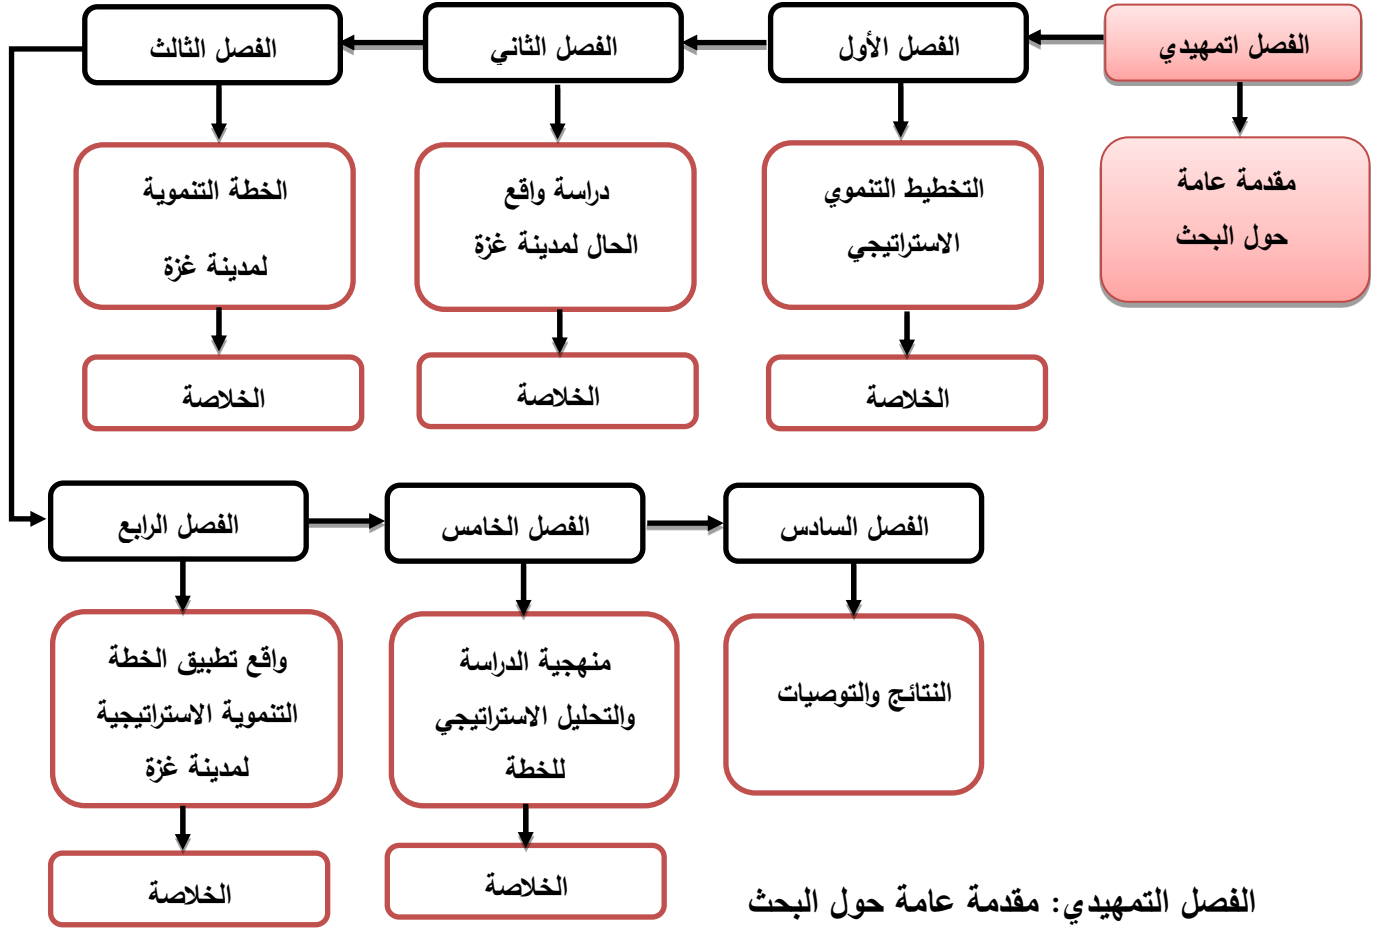 الفصل اتمهيدي
الفصل الأول
الفصل الثاني
الفصل الثالث
مقدمة عامة
حول البحث
التخطيط التنموي
الاستراتيجي
دراسة واقع
الحال لمدينة غزة
الخطة التنموية
لمدينة غزة
الخلاصة
الخلاصة
الخلاصة
الفصل الرابع
الفصل الخامس
الفصل السادس
واقع تطبيق الخطة
التنموية الاستراتيجية
لمدينة غزة
منهجية الدراسة
والتحليل الاستراتيجي
للخطة
النتائج والتوصيات
الخلاصة
الخلاصة
الفصل التمهيدي: مقدمة عامة حول البحث